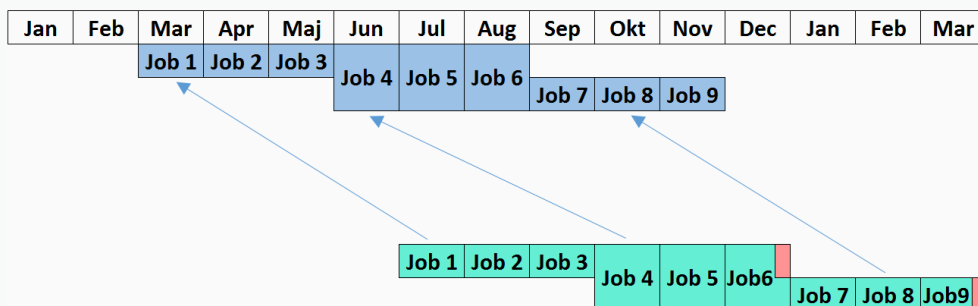 Jan Feb Mar Apr Maj Jun Jul Aug Sep Okt Nov Dec Jan Feb Mar
Job 1 Job 2 Job 3
Job 4 Job 5 Job 6
Job 7 Job 8 Job 9
Job 1 Job 2 Job 3
Job 4 Job 5 Job6
Job 7 Job 8 Job9